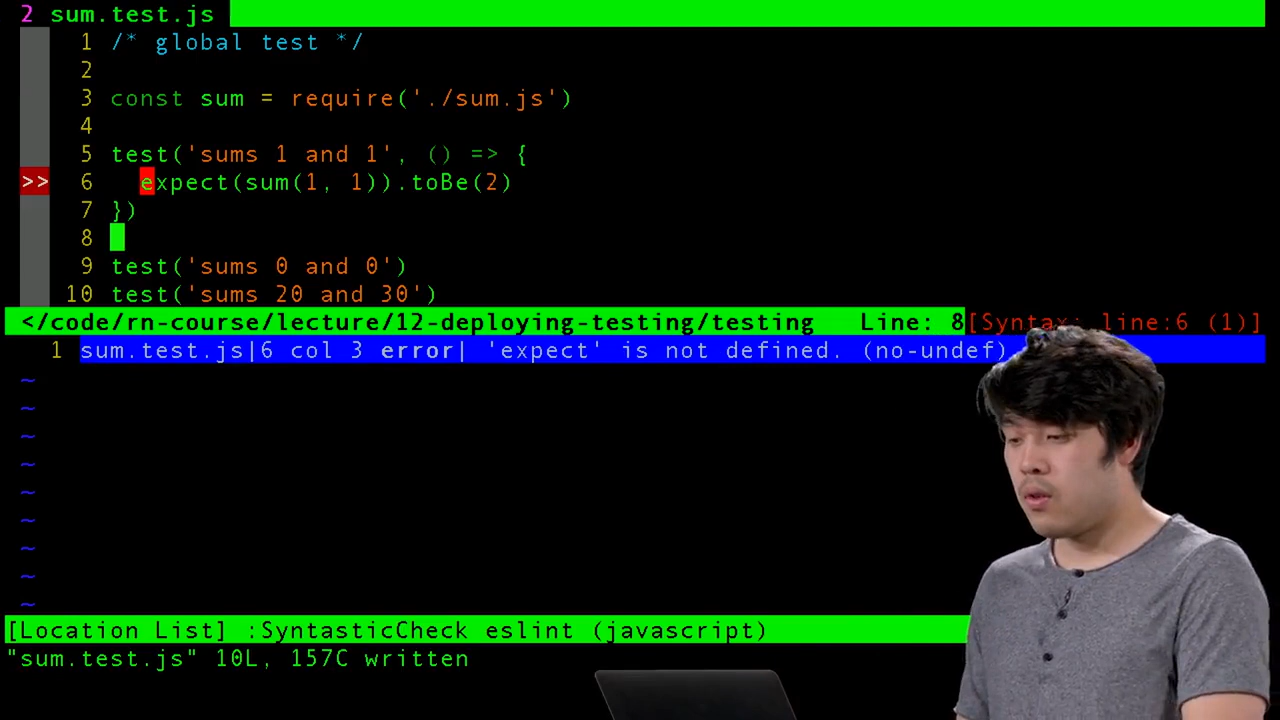 2 sum.test.js
1 /* global test */
2
3 const sum = require('./sum.js')
4
5 test('sums 1 and 1', () => {
>> 6 expect(sum(1, 1)).toBe(2)
7 })
8
9 test('sums 0 and 0')
10 test('sums 20 and 30')
</code/rn-course/lecture/12-deploying-testing/testing Line: 8[Syntax: line:6 (1)]
1 sum.test.js|6 col 3 error| 'expect' is not defined. (no-undef)
~
~
~
~
~
~
~
~
~
[Location List] :SyntasticCheck eslint (javascript)
"sum.test.js" 10L, 157C written